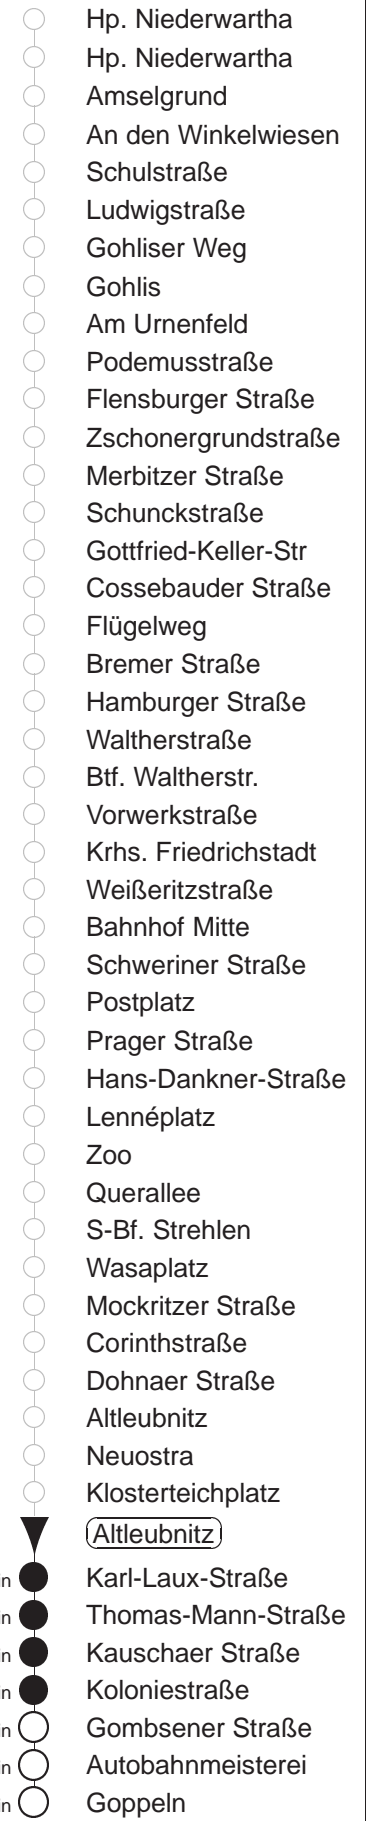 Hp. Niederwartha
Hp. Niederwartha
Amselgrund
An den Winkelwiesen
Schulstraße
Ludwigstraße
Gohliser Weg
Gohlis
Am Urnenfeld
Podemusstraße
Flensburger Straße
Zschonergrundstraße
Merbitzer Straße
Schunckstraße
Gottfried-Keller-Str
Cossebauder Straße
Flügelweg
Bremer Straße
Hamburger Straße
Waltherstraße
Btf. Waltherstr.
Vorwerkstraße
Krhs. Friedrichstadt
Weißeritzstraße
Bahnhof Mitte
Schweriner Straße
Postplatz
Prager Straße
Hans-Dankner-Straße
Lennéplatz
Zoo
Querallee
S-Bf. Strehlen
Wasaplatz
Mockritzer Straße
Corinthstraße
Dohnaer Straße
Altleubnitz
Neuostra
Klosterteichplatz
Altleubnitz
Karl-Laux-Straße
Thomas-Mann-Straße
Kauschaer Straße
Koloniestraße
Gombsener Straße
Autobahnmeisterei
Goppeln